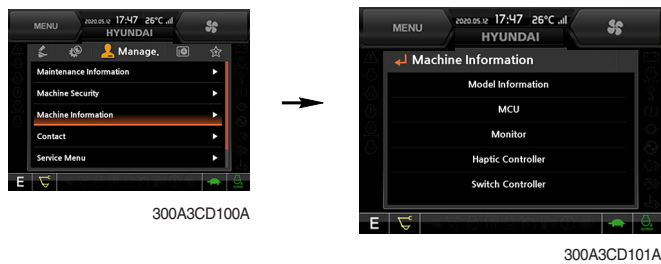 MENU
2020.05.12 17:47 26°C
HYUNDAI
Manage.
Maintenance Information
Machine Security
Machine Information
Contact
Service Menu
E
300A3CD100A
MENU
2020.05.12 17:47 26°C
HYUNDAI
Machine Information
Model Information
MCU
Monitor
Haptic Controller
Switch Controller
E
300A3CD101A